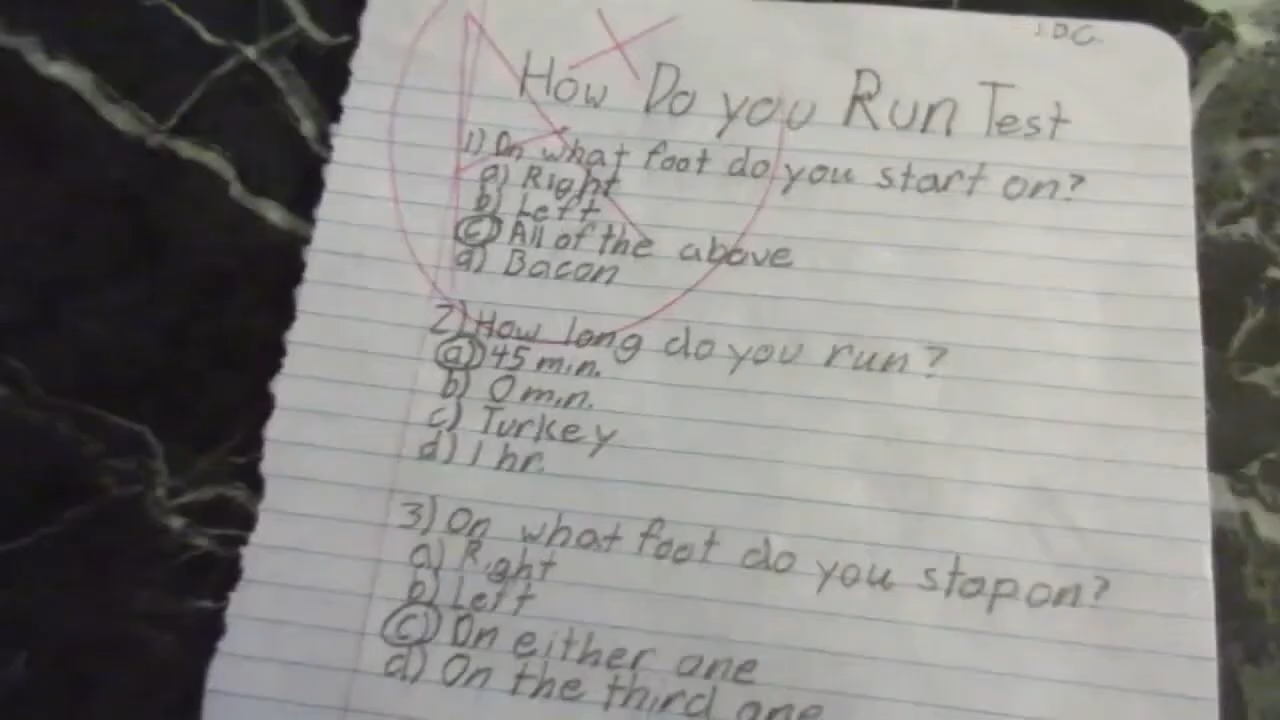 I.D.C.
How Do you Run Test
1) On what foot do you start on?
a) Right
b) Left
c) All of the above
d) Bacon
2) How long do you run?
a) 45 min.
b) 0 min.
c) Turkey
d) 1 hr.
3) On what foot do you stop on?
a) Right
b) Left
c) On either one
d) On the third one